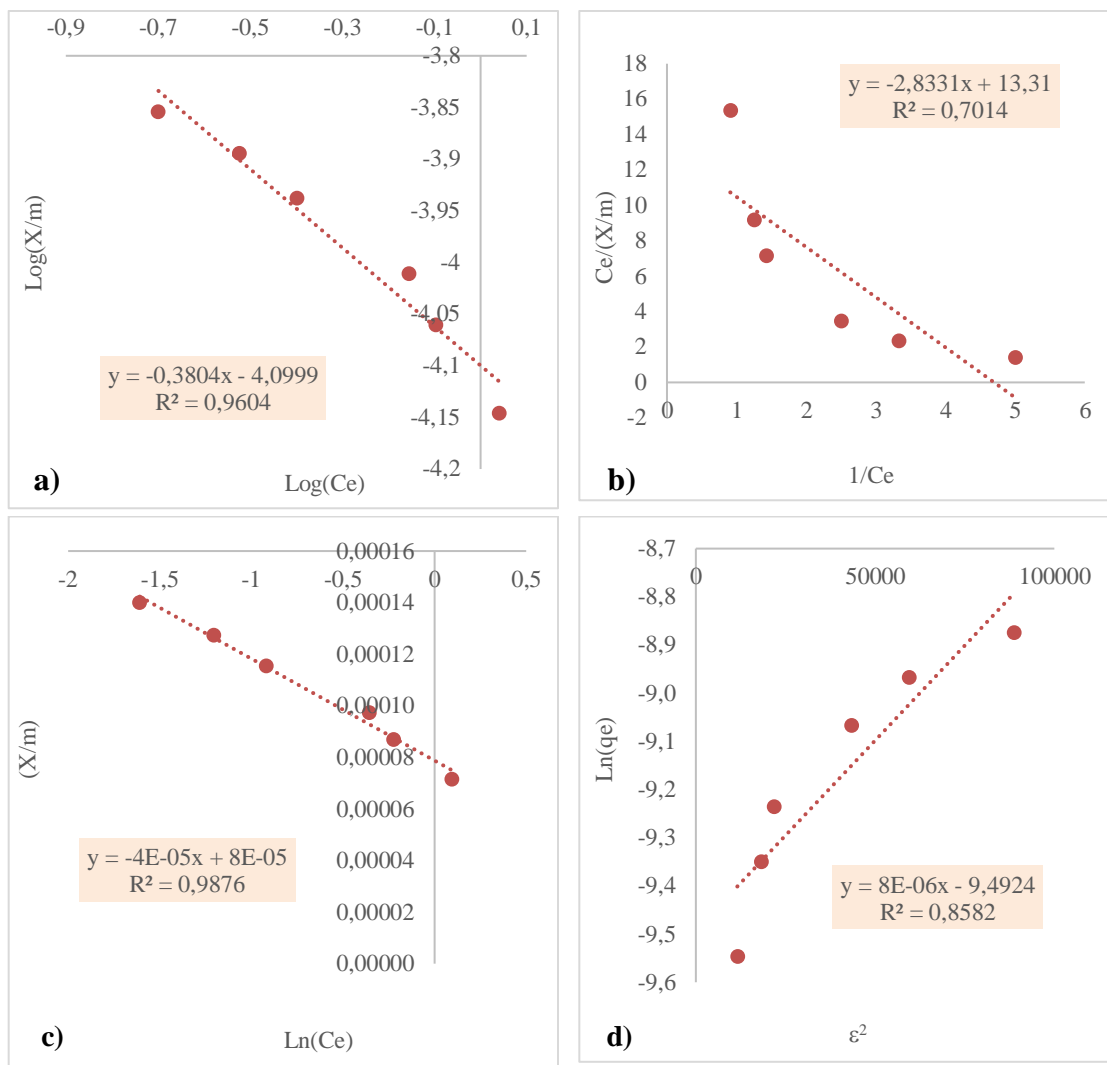 -0,9 -0,7 -0,5 -0,3 -0,1 0,1
-3,8
-3,85
-3,9
-3,95
-4
-4,05
-4,1
-4,15
-4,2
Log(X/m)
y = -0,3804x - 4,0999
R² = 0,9604
Log(Ce)
a)
18
16
14
12
10
8
6
4
2
0
-2
0 1 2 3 4 5 6
Ce/(X/m)
y = -2,8331x + 13,31
R² = 0,7014
1/Ce
b)
0,00016
0,00014
0,00012
0,00010
0,00008
0,00006
0,00004
0,00002
0,00000
-2 -1,5 -1 -0,5 0 0,5
(X/m)
y = -4E-05x + 8E-05
R² = 0,9876
Ln(Ce)
c)
-8,7
-8,8
-8,9
-9,0
-9,1
-9,2
-9,3
-9,4
-9,5
-9,6
0 50000 100000
Ln(qe)
y = 8E-06x - 9,4924
R² = 0,8582
ε²
d)